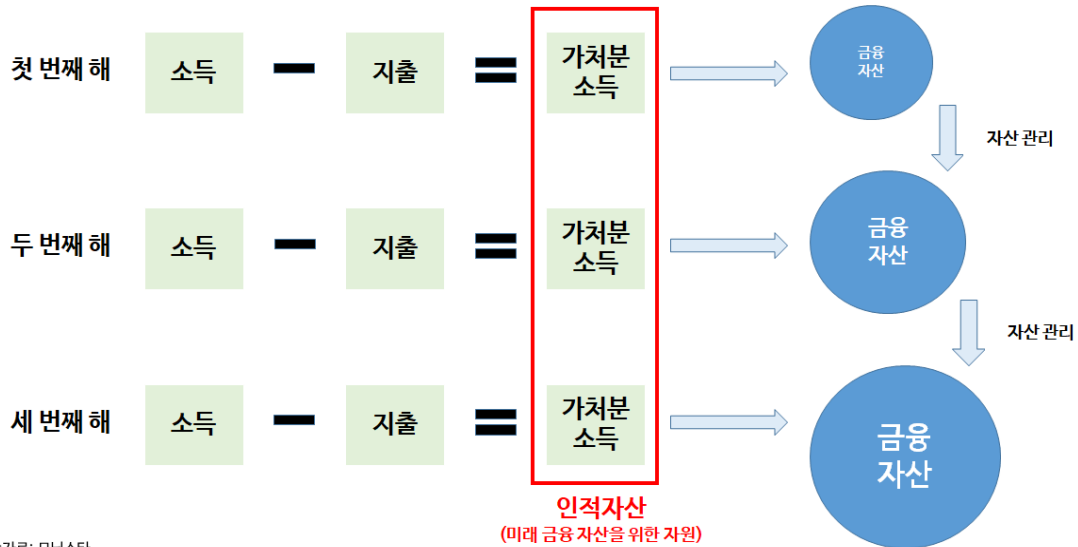 첫 번째 해
소득
지출
가처분
소득
금융
자산
자산 관리
두 번째 해
소득
지출
가처분
소득
금융
자산
자산 관리
세 번째 해
소득
지출
가처분
소득
금융
자산
인적자산
(미래 금융 자산을 위한 자원)